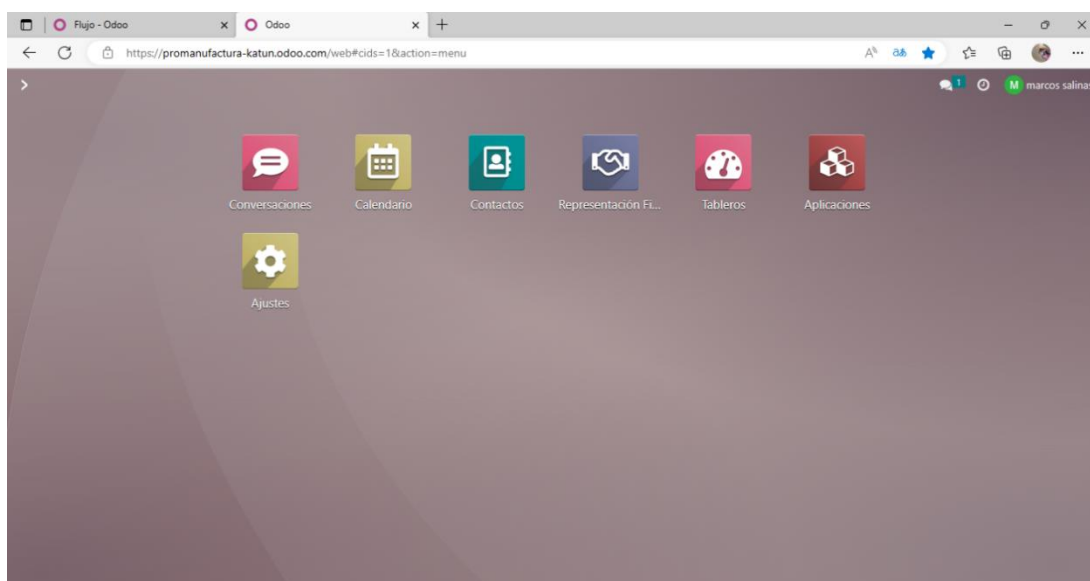 Flujo - Odoo
Odoo
https://promanufactura-katun.odoo.com/web#cids=1&action=menu
1
M marcos salinas
Conversaciones Calendario Contactos Representación Fi... Tableros Aplicaciones
Ajustes